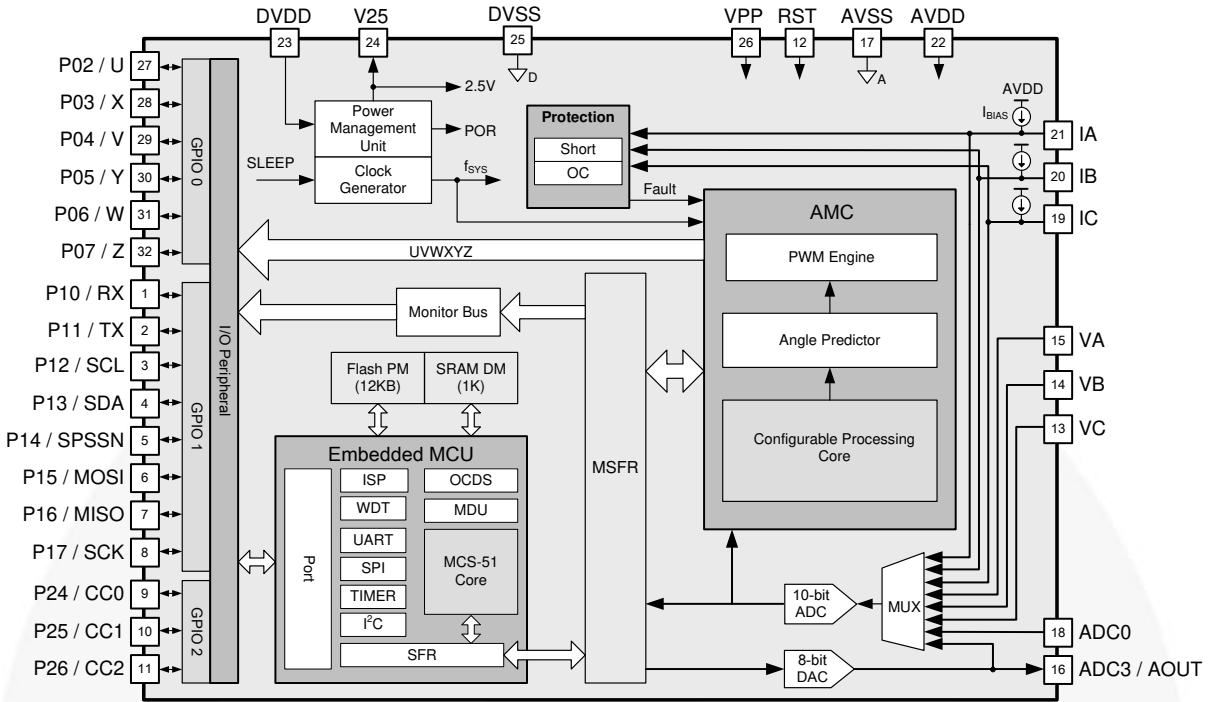 DVDD
V25
DVSS
VPP
RST
AVSS
AVDD
23
24
25
26
12
17
22
D
A
P02 / U
27
P03 / X
28
P04 / V
29
P05 / Y
30
P06 / W
31
P07 / Z
32
P10 / RX
1
P11 / TX
2
P12 / SCL
3
P13 / SDA
4
P14 / SPSSN
5
P15 / MOSI
6
P16 / MISO
7
P17 / SCK
8
P24 / CC0
9
P25 / CC1
10
P26 / CC2
11
GPIO 0
GPIO 1
GPIO 2
I/O Peripheral
2.5V
Power
Management
Unit
POR
SLEEP
Clock
Generator
fSYS
Protection
Short
OC
Fault
AVDD
IBIAS
21
IA
20
IB
19
IC
UVWXYZ
Monitor Bus
Flash PM
(12KB)
SRAM DM
(1K)
Embedded MCU
Port
ISP
WDT
UART
SPI
TIMER
I²C
OCDS
MDU
MCS-51
Core
SFR
MSFR
AMC
PWM Engine
Angle Predictor
Configurable Processing
Core
15
VA
14
VB
13
VC
10-bit
ADC
MUX
8-bit
DAC
18
ADC0
16
ADC3 / AOUT